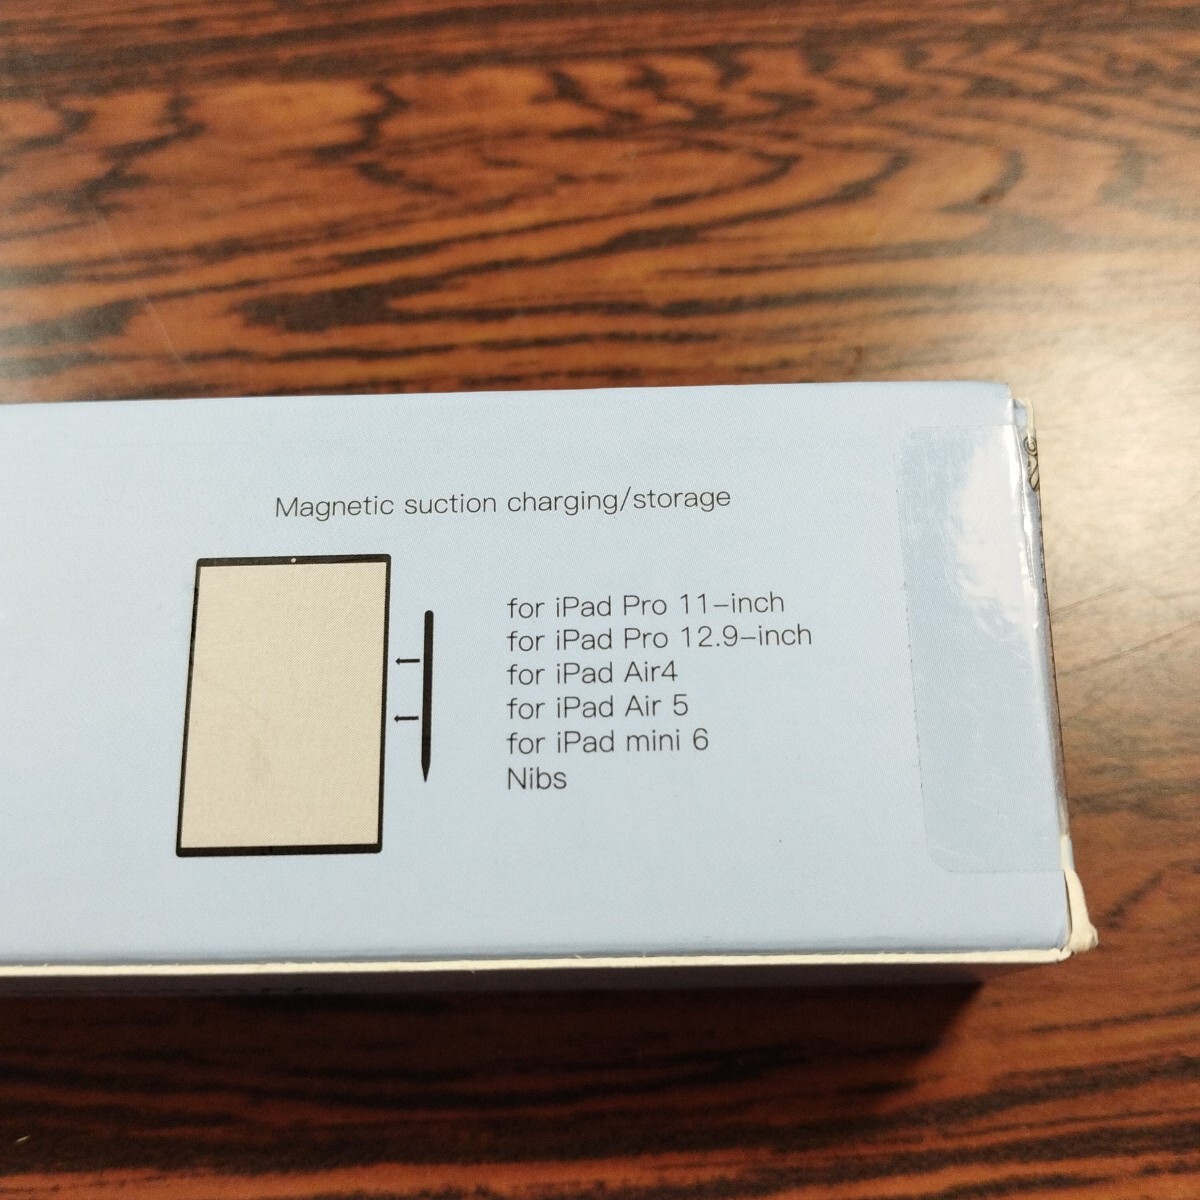 Magnetic suction charging/storage
for iPad Pro 11-inch
for iPad Pro 12.9-inch
for iPad Air4
for iPad Air 5
for iPad mini 6
Nibs